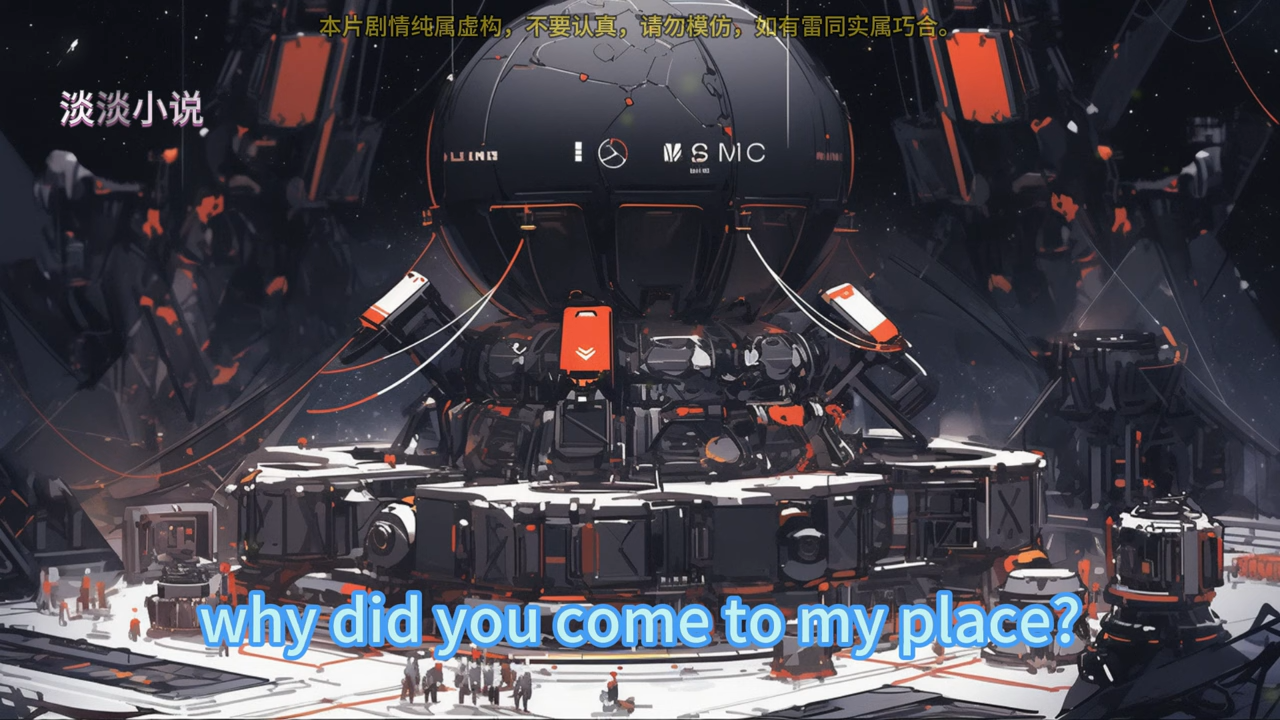 本片剧情纯属虚构，不要认真，请勿模仿，如有雷同实属巧合。
淡淡小说
SMC
why did you come to my place?